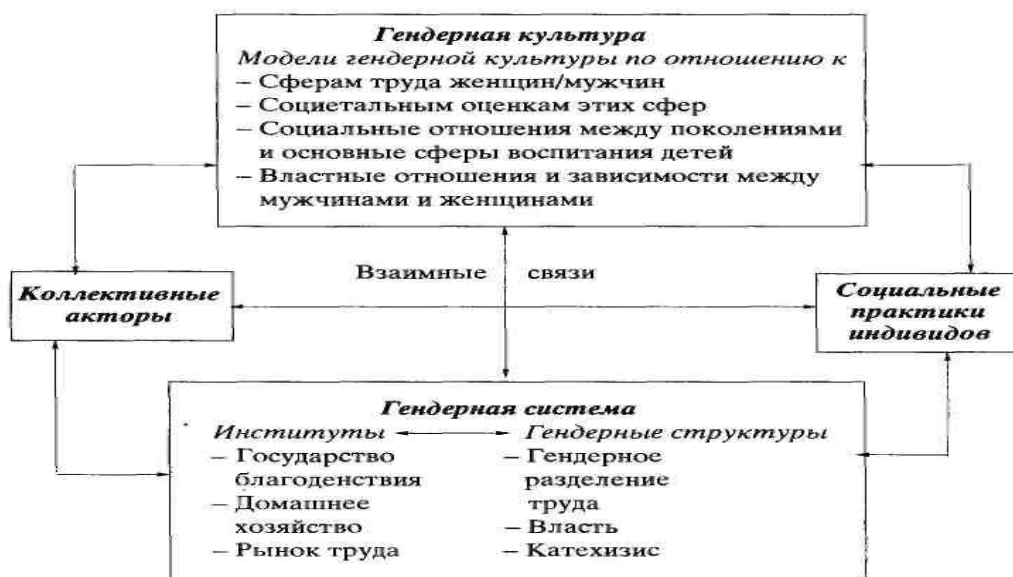 Гендерная культура
Модели гендерной культуры по отношению к
– Сферам труда женщин/мужчин
– Социетальным оценкам этих сфер
– Социальные отношения между поколениями
и основные сферы воспитания детей
– Властные отношения и зависимости между
мужчинами и женщинами
Взаимные связи
Коллективные
акторы
Социальные
практики
индивидов
Гендерная система
Институты
– Государство
благоденствия
– Домашнее
хозяйство
– Рынок труда
Гендерные структуры
– Гендерное
разделение
труда
– Власть
– Катехизис